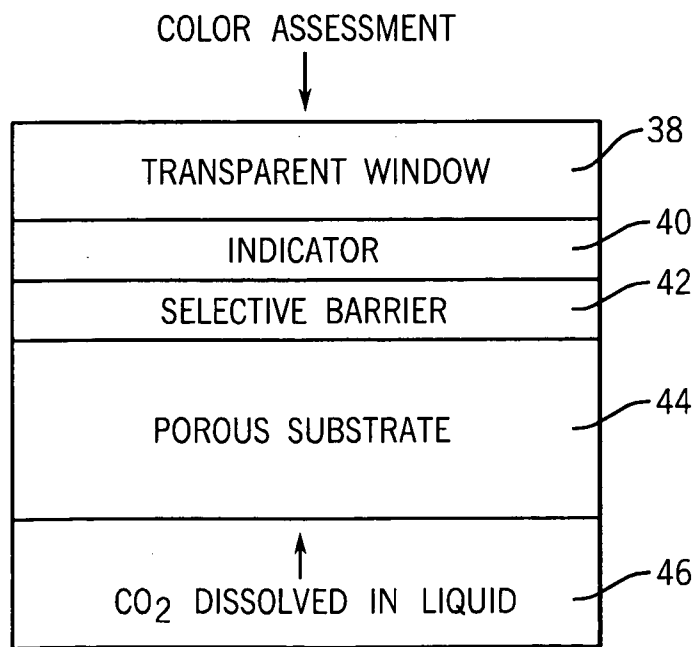 COLOR ASSESSMENT
TRANSPARENT WINDOW
38
INDICATOR
40
SELECTIVE BARRIER
42
POROUS SUBSTRATE
44
CO₂ DISSOLVED IN LIQUID
46